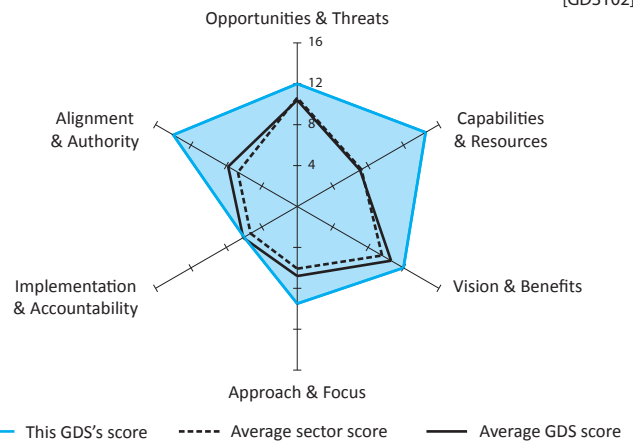 [GDS102]
Opportunities & Threats
16
12
8
4
Alignment
& Authority
Capabilities
& Resources
Implementation
& Accountability
Vision & Benefits
Approach & Focus
This GDS's score
Average sector score
Average GDS score